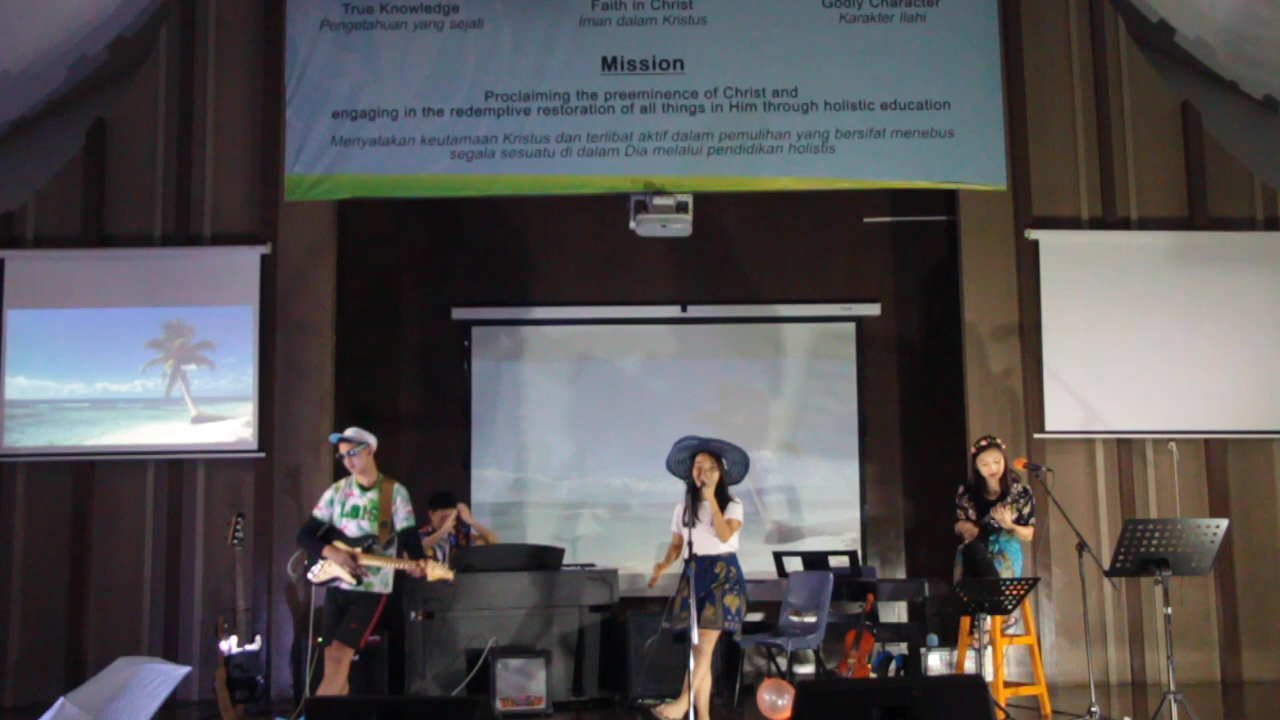 True Knowledge
Pengetahuan yang sejati
Faith in Christ
Iman dalam Kristus
Godly Character
Karakter Ilahi
Mission
Proclaiming the preeminence of Christ and
engaging in the redemptive restoration of all things in Him through holistic education
Menyatakan keutamaan Kristus dan terlibat aktif dalam pemulihan yang bersifat menebus
segala sesuatu di dalam Dia melalui pendidikan holistis